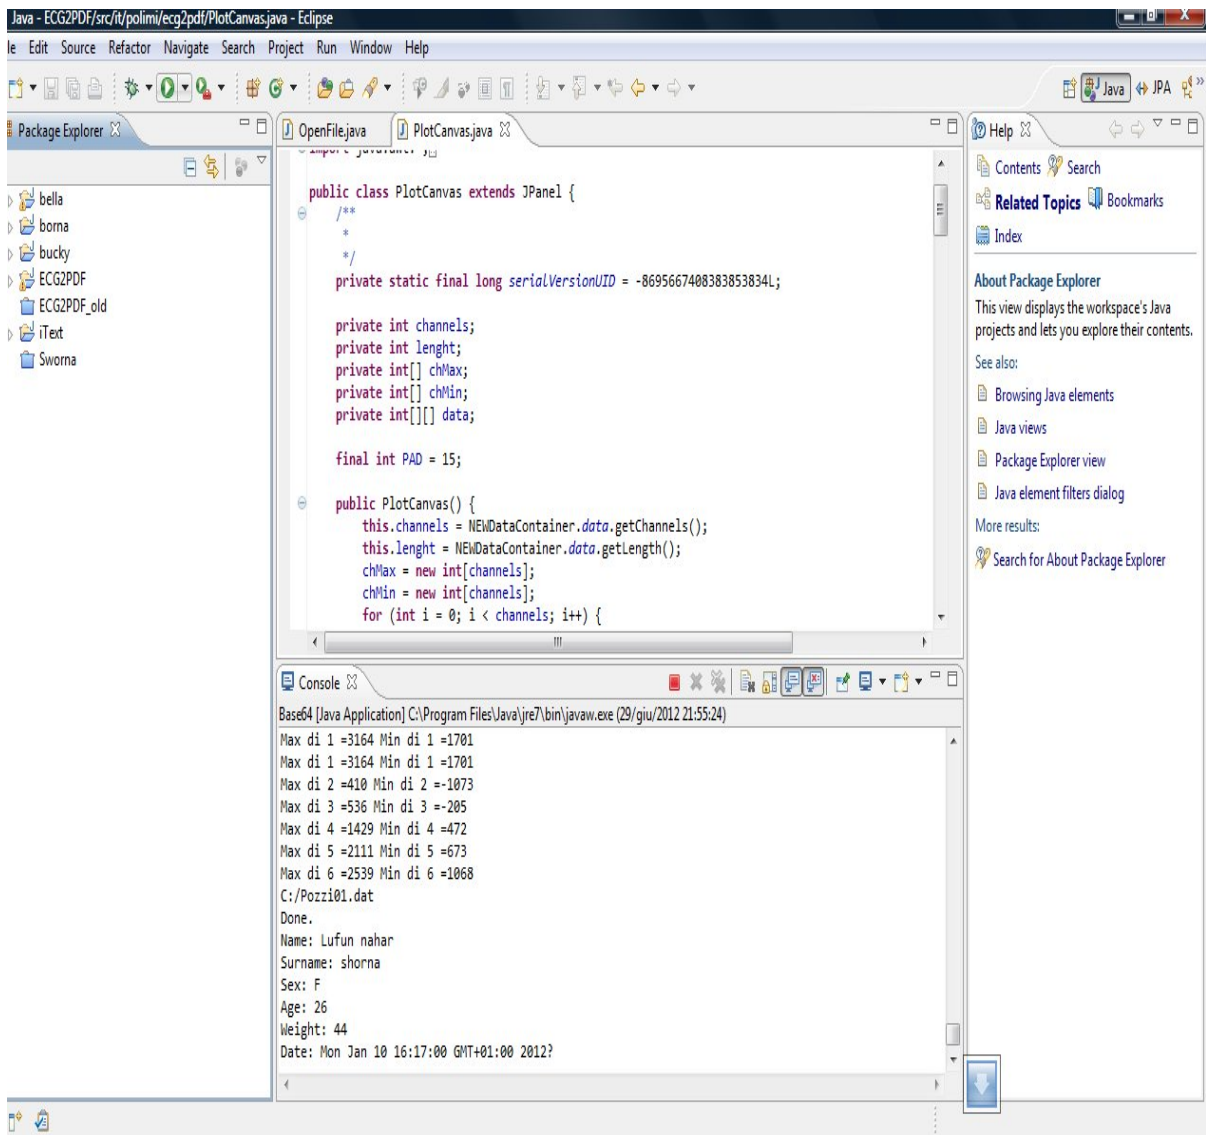 Java - ECG2PDF/src/it/polimi/ecg2pdf/PlotCanvas.java - Eclipse
le Edit Source Refactor Navigate Search Project Run Window Help
Java JPA
Package Explorer
bella
borna
bucky
ECG2PDF
ECG2PDF_old
iText
Sworna
OpenFile.java PlotCanvas.java
public class PlotCanvas extends JPanel {
/**
*
*/
private static final long serialVersionUID = -8695667408383853834L;
private int channels;
private int lenght;
private int[] chMax;
private int[] chMin;
private int[][] data;
final int PAD = 15;
public PlotCanvas() {
this.channels = NEWDataContainer.data.getChannels();
this.lenght = NEWDataContainer.data.getLength();
chMax = new int[channels];
chMin = new int[channels];
for (int i = 0; i < channels; i++) {
Console
Base64 [Java Application] C:\Program Files\Java\jre7\bin\javaw.exe (29/giu/2012 21:55:24)
Max di 1 =3164 Min di 1 =1701
Max di 1 =3164 Min di 1 =1701
Max di 2 =410 Min di 2 =-1073
Max di 3 =536 Min di 3 =-205
Max di 4 =1429 Min di 4 =472
Max di 5 =2111 Min di 5 =673
Max di 6 =2539 Min di 6 =1068
C:/Pozzi01.dat
Done.
Name: Lufun nahar
Surname: shorna
Sex: F
Age: 26
Weight: 44
Date: Mon Jan 10 16:17:00 GMT+01:00 2012?
Help
Contents Search
Related Topics Bookmarks
Index
About Package Explorer
This view displays the workspace's Java
projects and lets you explore their contents.
See also:
Browsing Java elements
Java views
Package Explorer view
Java element filters dialog
More results:
Search for About Package Explorer